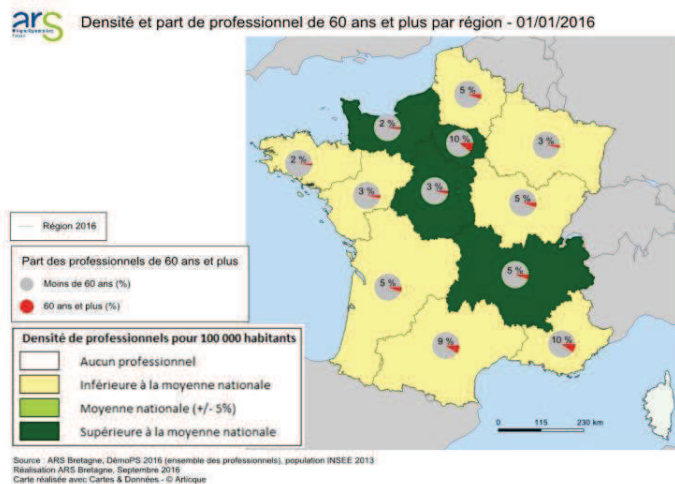 ars
Densité et part de professionnel de 60 ans et plus par région - 01/01/2016
5 %
2 %
10 %
3 %
2 %
3 %
3 %
5 %
5 %
5 %
9 %
10 %
Région 2016
Part des professionnels de 60 ans et plus
Moins de 60 ans (%)
60 ans et plus (%)
Densité de professionnels pour 100 000 habitants
Aucun professionnel
Inférieure à la moyenne nationale
Moyenne nationale (+/- 5%)
Supérieure à la moyenne nationale
0 115 230 km
Source : ARS Bretagne, DémoPS 2016 (ensemble des professionnels), population INSEE 2013
Réalisation ARS Bretagne, Septembre 2016
Carte réalisée avec Cartes & Données - © Articque